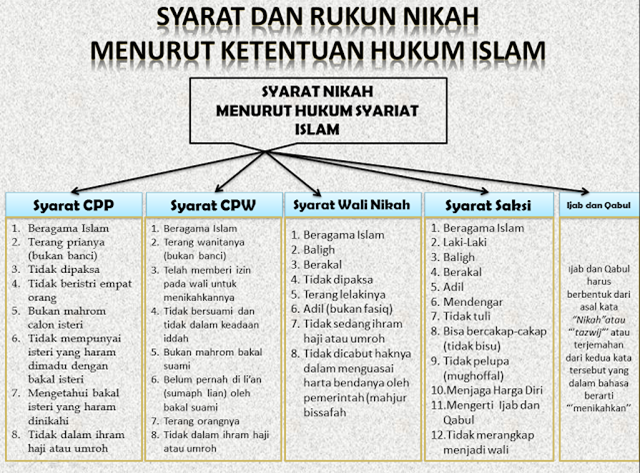 SYARAT DAN RUKUN NIKAH
MENURUT KETENTUAN HUKUM ISLAM
SYARAT NIKAH
MENURUT HUKUM SYARIAT
ISLAM
Syarat CPP
1. Beragama Islam
2. Terang prianya
(bukan banci)
3. Tidak dipaksa
4. Tidak beristri empat
orang
5. Bukan mahrom
calon isteri
6. Tidak mempunyai
isteri yang haram
dimadu dengan
bakal isteri
7. Mengetahui bakal
isteri yang haram
dinikahi
8. Tidak dalam ihram
haji atau umroh
Syarat CPW
1. Beragama Islam
2. Terang wanitanya
(bukan banci)
3. Telah memberi izin
pada wali untuk
menikahkannya
4. Tidak bersuami dan
tidak dalam keadaan
iddah
5. Bukan mahrom bakal
suami
6. Belum pernah di li'an
(sumaph lian) oleh
bakal suami
7. Terang orangnya
8. Tidak dalam ihram haji
atau umroh
Syarat Wali Nikah
1. Beragama Islam
2. Baligh
3. Berakal
4. Tidak dipaksa
5. Terang lelakinya
6. Adil (bukan fasiq)
7. Tidak sedang ihram
haji atau umroh
8. Tidak dicabut haknya
dalam menguasai
harta bendanya oleh
pemerintah (mahjur
bissafah
Syarat Saksi
1. Beragama Islam
2. Laki-Laki
3. Baligh
4. Berakal
5. Adil
6. Mendengar
7. Tidak tuli
8. Bisa bercakap-cakap
(tidak bisu)
9. Tidak pelupa
(mughoffal)
10.Menjaga Harga Diri
11.Mengerti Ijab dan
Qabul
12.Tidak merangkap
menjadi wali
Ijab dan Qabul
Ijab dan Qabul
harus
berbentuk dari
asal kata
"Nikah"atau
"'tazwij"' atau
terjemahan
dari kedua kata
tersebut yang
dalam bahasa
berarti
"'menikahkan"